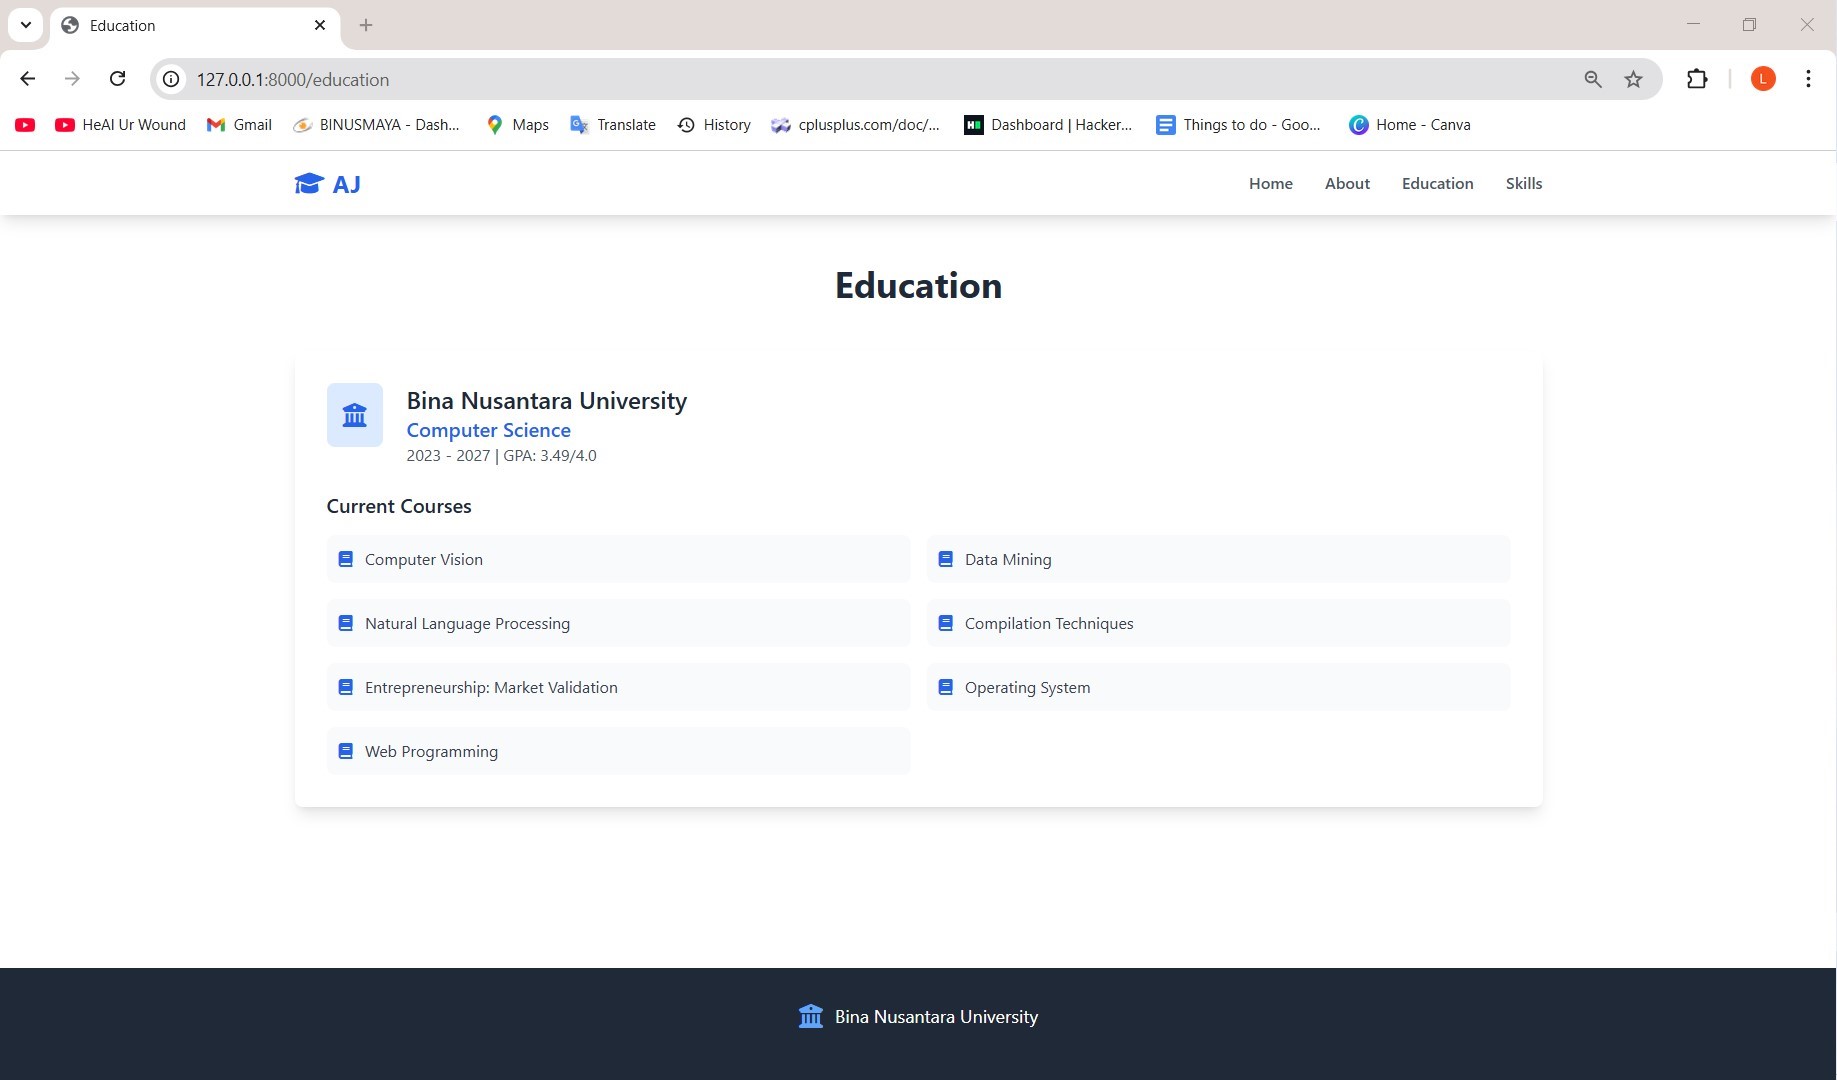 Education
127.0.0.1:8000/education
L
HeAl Ur Wound
Gmail
BINUSMAYA - Dash...
Maps
Translate
History
cplusplus.com/doc/...
Dashboard | Hacker...
Things to do - Goo...
Home - Canva
AJ
Home
About
Education
Skills
Education
Bina Nusantara University
Computer Science
2023 - 2027 | GPA: 3.49/4.0
Current Courses
Computer Vision
Data Mining
Natural Language Processing
Compilation Techniques
Entrepreneurship: Market Validation
Operating System
Web Programming
Bina Nusantara University